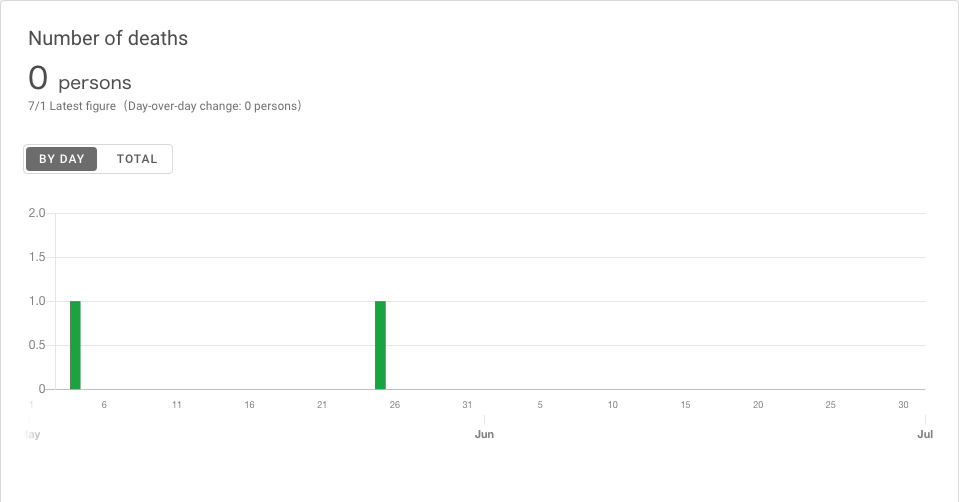 Number of deaths
0 persons
7/1 Latest figure (Day-over-day change: 0 persons)
BY DAY TOTAL
2.0
1.5
1.0
0.5
0
1 6 11 16 21 26 31 5 10 15 20 25 30
ay Jun Jul